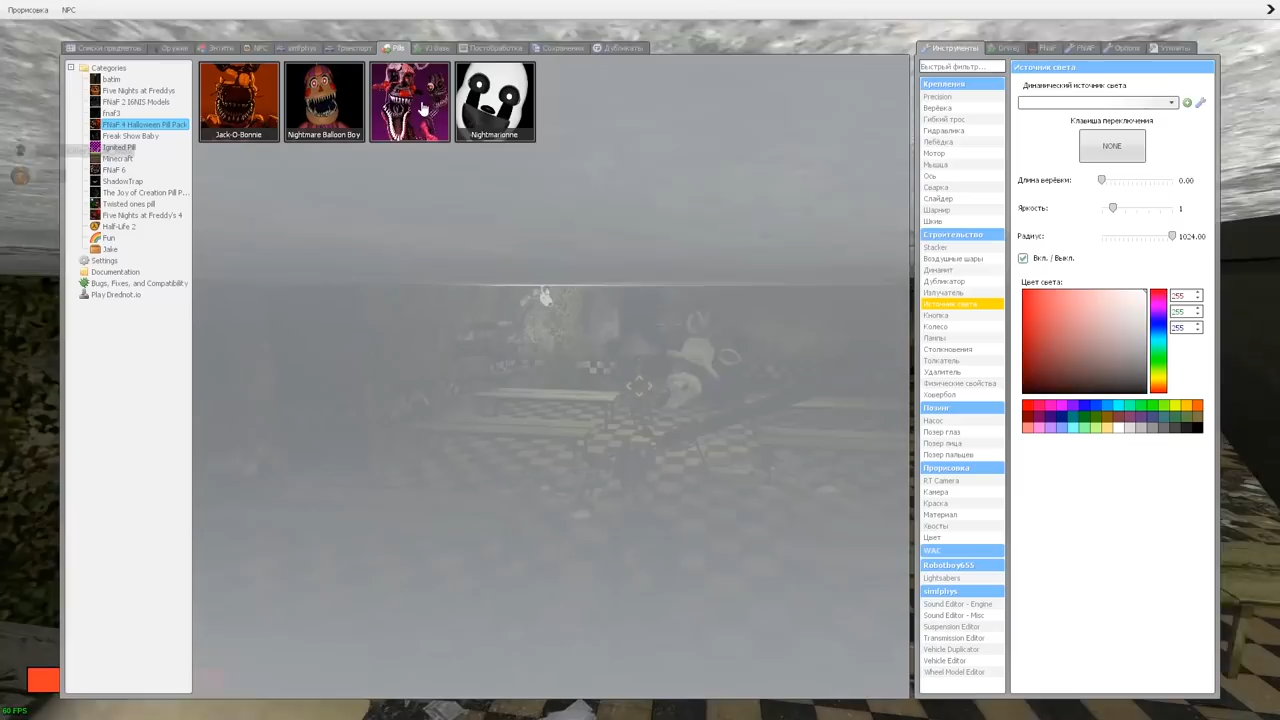 Прорисовка NPC
Списки предметов Оружие Энтити NPC simfphys Транспорт Pills Постобработка Сохранения Дубликаты
Categories
batim
Five Nights at Freddys
FNaF 2 16NIS Models
fnaf3
FNaF 4 Halloween Pill Pack
Freak Show Baby
Ignited Pill
Minecraft
FNaF 6
ShadowTrap
The Joy of Creation Pill P...
Twisted ones pill
Five Nights at Freddy's 4
Half-Life 2
Fun
Jake
Settings
Documentation
Bugs, Fixes, and Compatibility
Play Drednot.io
Jack-O-Bonnie
Nightmare Balloon Boy
Nightmarionne
Инструменты Options Утилиты
Быстрый фильтр...
Крепления
Precision
Верёвка
Гибкий трос
Гидравлика
Лебёдка
Мотор
Мышца
Ось
Сварка
Слайдер
Шарнир
Шкив
Строительство
Stacker
Воздушные шары
Динамит
Дубликатор
Излучатель
Источник света
Кнопка
Колесо
Лампы
Столкновения
Толкатель
Удалитель
Физические свойства
Ховербол
Позинг
Насос
Позер глаз
Позер лица
Позер пальцев
Прорисовка
RT Camera
Камера
Краска
Материал
Хвосты
Цвет
WAC
Robotboy655
Lightsabers
simfphys
Sound Editor - Engine
Sound Editor - Misc
Suspension Editor
Transmission Editor
Vehicle Duplicator
Vehicle Editor
Wheel Model Editor
Источник света
Динамический источник света
Клавиша переключения
NONE
Длина верёвки: 0.00
Яркость: 1
Радиус: 1024.00
Вкл. / Выкл.
Цвет света:
255
255
255
60 FPS